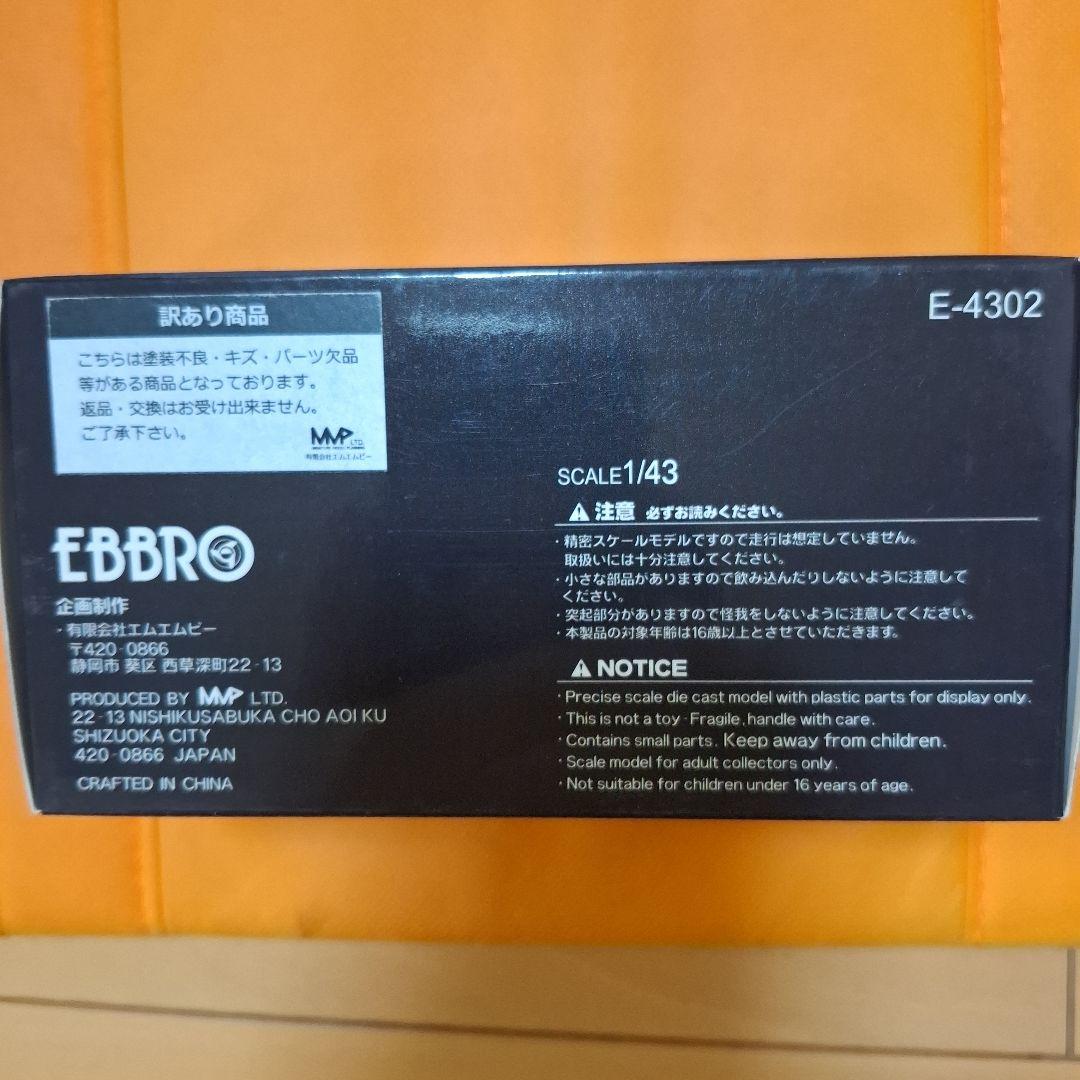 訳あり商品
こちらは塗装不良・キズ・パーツ欠品
等がある商品となっております。
返品・交換はお受け出来ません。
ご了承下さい。
MMP LTD.
有限会社エムエムピー
E-4302
EBBRO
企画制作
・有限会社エムエムピー
〒420-0866
静岡市 葵区 西草深町22-13
PRODUCED BY MMP LTD.
22-13 NISHIKUSABUKA CHO AOI KU
SHIZUOKA CITY
420-0866 JAPAN
CRAFTED IN CHINA
SCALE1/43
注意 必ずお読みください。
・精密スケールモデルですので走行は想定していません。
取扱いには十分注意してください。
・小さな部品がありますので飲み込んだりしないように注意して
ください。
・突起部分がありますので怪我をしないように注意してください。
・本製品の対象年齢は16歳以上とさせていただきます。
NOTICE
・Precise scale die cast model with plastic parts for display only.
・This is not a toy・Fragile, handle with care.
・Contains small parts. Keep away from children.
・Scale model for adult collectors only.
・Not suitable for children under 16 years of age.